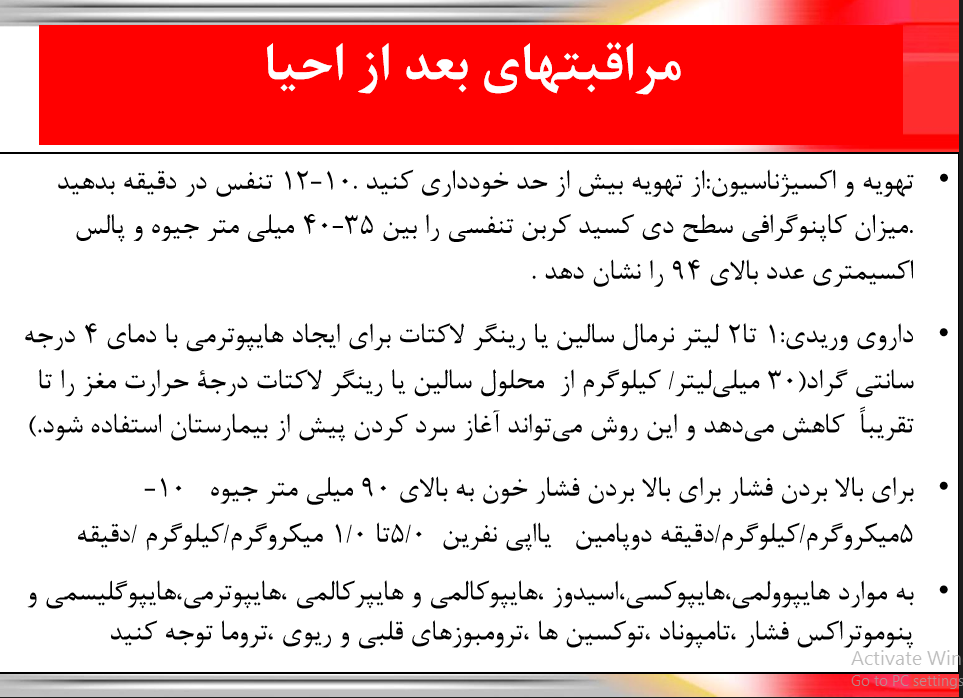 مراقبتهای بعد از احیا
• تهویه و اکسیژناسیون:از تهویه بیش از حد خودداری کنید .۱۰-۱۲ تنفس در دقیقه بدهید
.میزان کاپنوگرافی سطح دی کسید کربن تنفسی را بین ۳۵-۴۰ میلی متر جیوه و پالس
اکسیمتری عدد بالای ۹۴ را نشان دهد .
• داروی وریدی:۱ تا۲ لیتر نرمال سالین یا رینگر لاکتات برای ایجاد هایپوترمی با دمای ۴ درجه
سانتی گراد(۳۰ میلی‌لیتر/ کیلوگرم از محلول سالین یا رینگر لاکتات درجهٔ حرارت مغز را تا
تقریباً کاهش می‌دهد و این روش می‌تواند آغاز سرد کردن پیش از بیمارستان استفاده شود.)
• برای بالا بردن فشار برای بالا بردن فشار خون به بالای ۹۰ میلی متر جیوه ۱۰-
۵میکروگرم/کیلوگرم/دقیقه دوپامین یااپی نفرین ۵/۰تا ۱/۰ میکروگرم/کیلوگرم /دقیقه
• به موارد هایپوولمی،هایپوکسی،اسیدوز ،هایپوکالمی و هایپرکالمی ،هایپوترمی،هایپوگلیسمی و
پنوموتراکس فشار ،تامپوناد ،توکسین ها ،ترومبوزهای قلبی و ریوی ،تروما توجه کنید
Activate Win
Go to PC settings